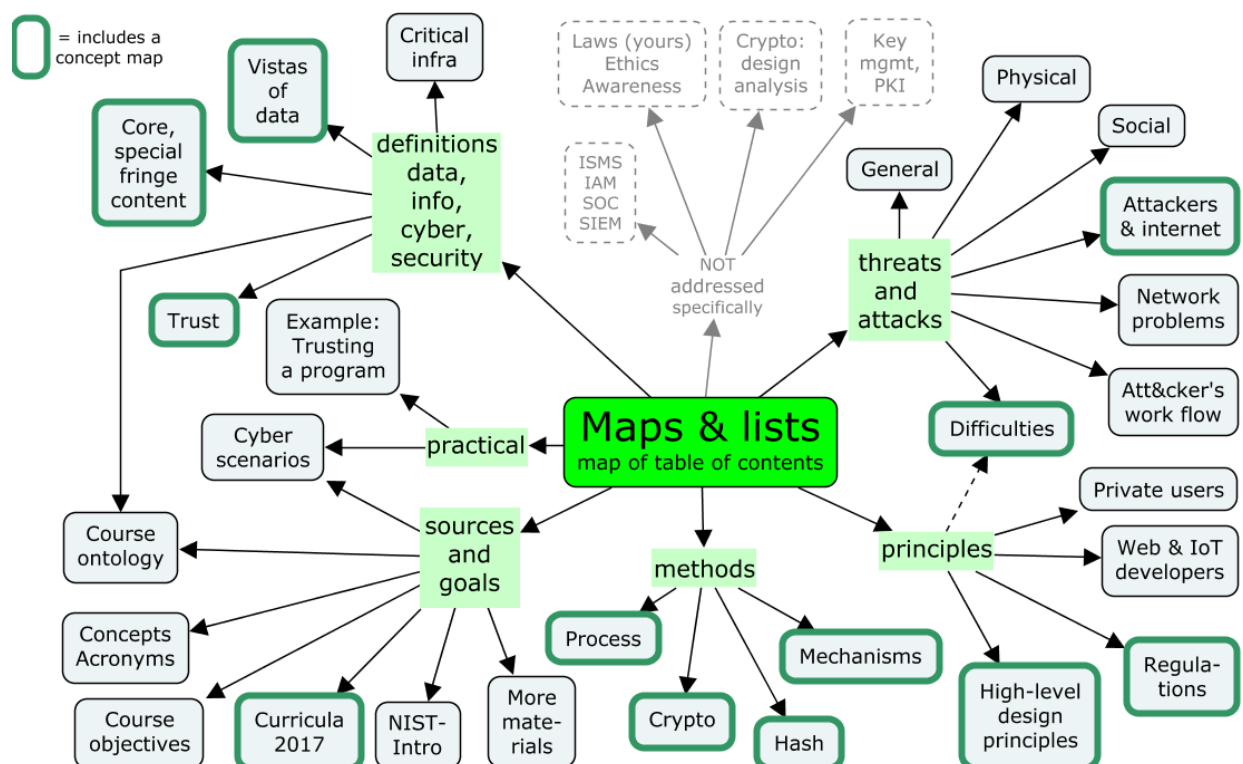 = includes a
concept map
Vistas
of
data
Critical
infra
Core,
special
fringe
content
definitions
data,
info,
cyber,
security
Trust
Laws (yours)
Ethics
Awareness
Crypto:
design
analysis
Key
mgmt,
PKI
ISMS
IAM
SOC
SIEM
NOT
addressed
specifically
Physical
Social
General
Attackers
& internet
threats
and
attacks
Network
problems
Att&cker's
work flow
Difficulties
Example:
Trusting
a program
Cyber
scenarios
practical
Maps & lists
map of table of contents
Course
ontology
sources
and
goals
Concepts
Acronyms
Course
objectives
Curricula
2017
NIST-
Intro
More
mate-
rials
methods
Process
Crypto
Hash
Mechanisms
principles
Private users
Web & IoT
developers
Regula-
tions
High-level
design
principles